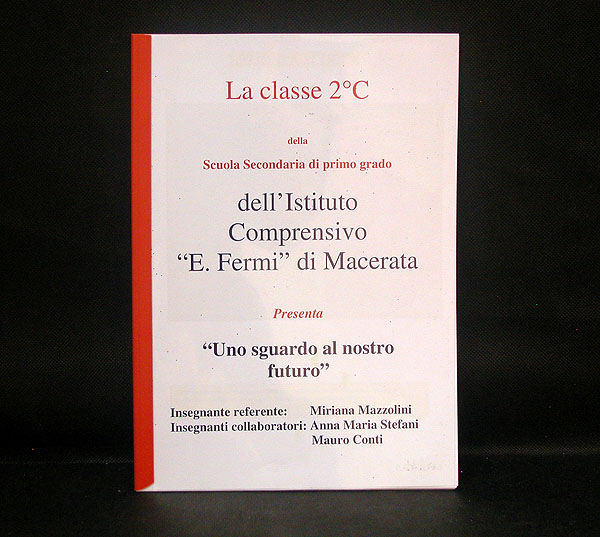 La classe 2°C
della
Scuola Secondaria di primo grado
dell’Istituto
Comprensivo
“E. Fermi” di Macerata
Presenta
“Uno sguardo al nostro
futuro”
Insegnante referente: Miriana Mazzolini
Insegnanti collaboratori: Anna Maria Stefani
Mauro Conti